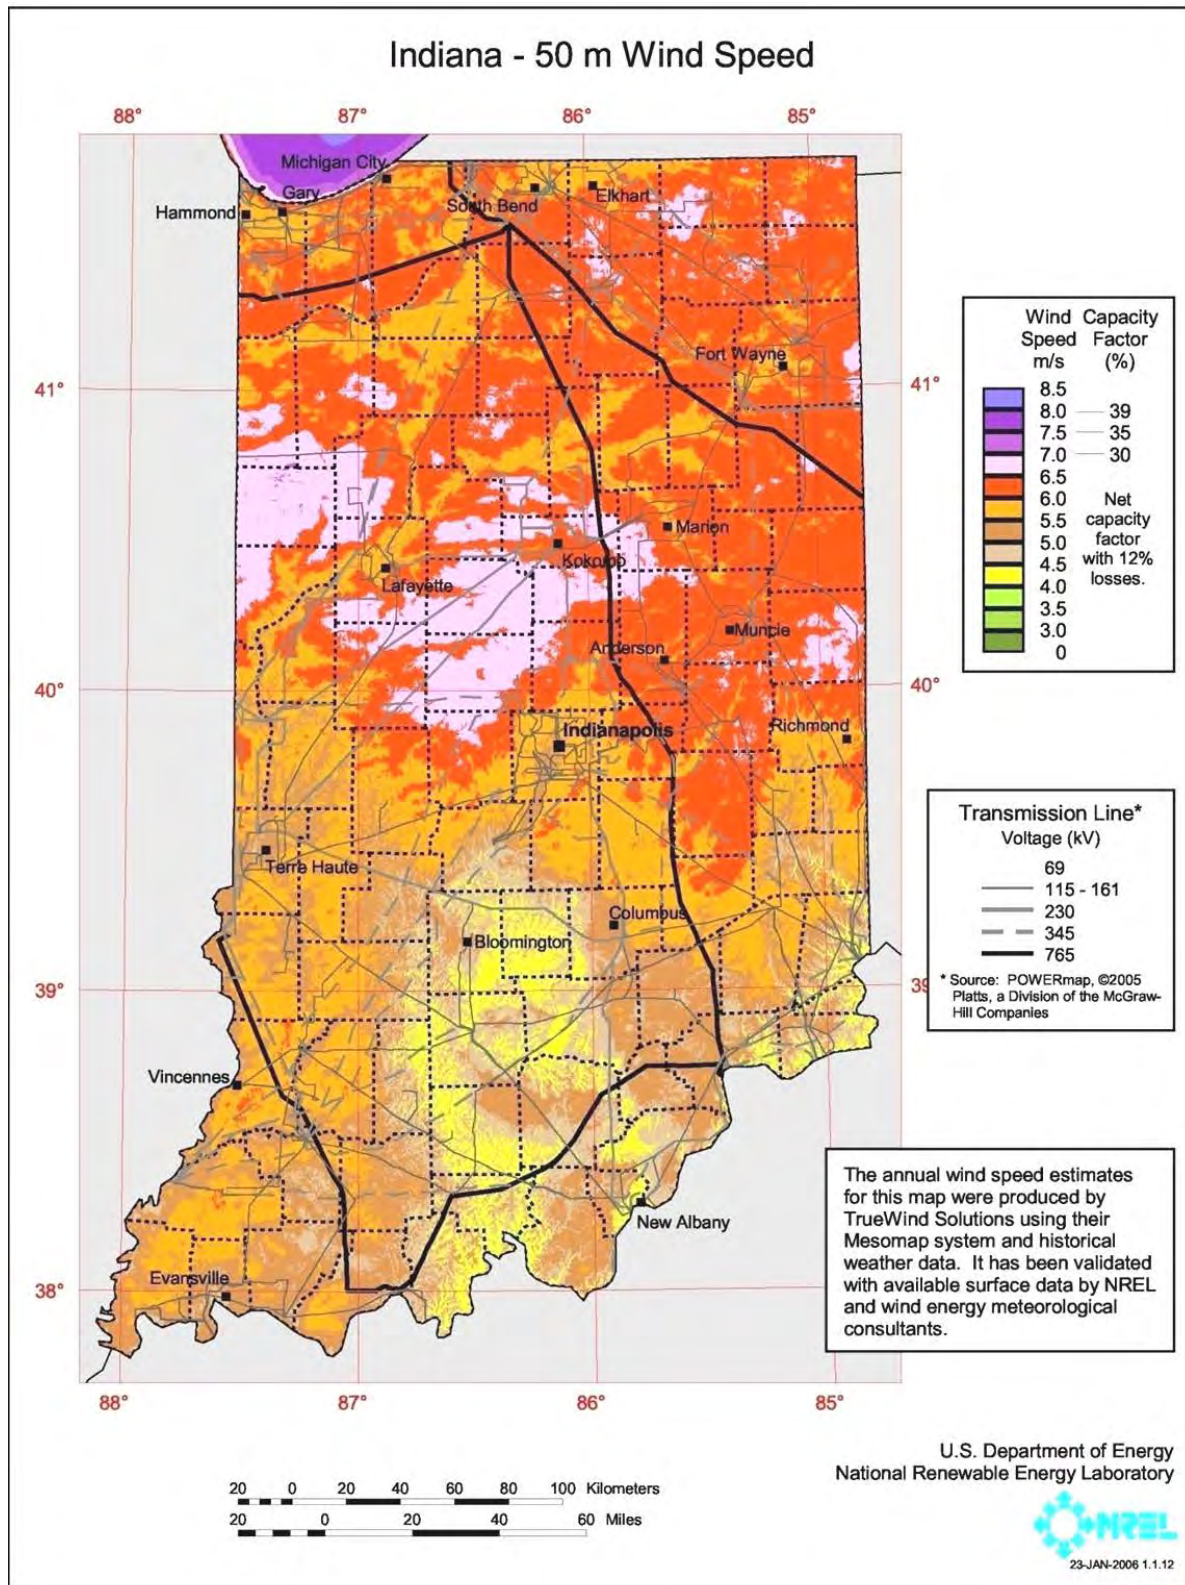 Indiana - 50 m Wind Speed
88° 87° 86° 85°
Michigan City
Gary
Hammond
South Bend
Elkhart
Fort Wayne
41° 41°
Marion
Kokomo
Lafayette
Muncie
Anderson
40° 40°
Richmond
Indianapolis
Terre Haute
Columbus
Bloomington
39° 39
Vincennes
New Albany
Evansville
38°
88° 87° 86° 85°
Wind Capacity
Speed Factor
m/s (%)
8.5
8.0 39
7.5 35
7.0 30
6.5
6.0
5.5
5.0
4.5
4.0
3.5
3.0
0
Net
capacity
factor
with 12%
losses.
Transmission Line*
Voltage (kV)
69
115 - 161
230
345
765
* Source: POWERmap, ©2005
Platts, a Division of the McGraw-
Hill Companies
The annual wind speed estimates
for this map were produced by
TrueWind Solutions using their
Mesomap system and historical
weather data. It has been validated
with available surface data by NREL
and wind energy meteorological
consultants.
U.S. Department of Energy
National Renewable Energy Laboratory
20 0 20 40 60 80 100 Kilometers
20 0 20 40 60 Miles
NREL
23-JAN-2006 1.1.12